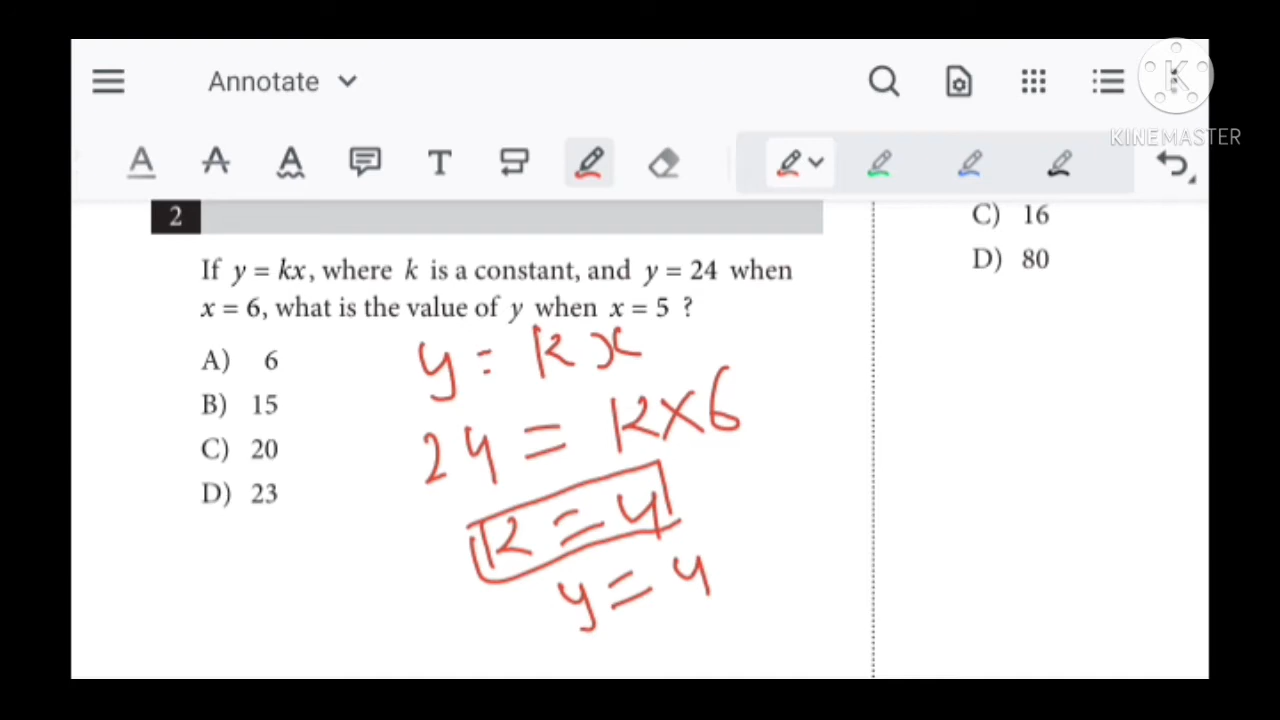 Annotate
KINEMASTER
2
If y = kx, where k is a constant, and y = 24 when
x = 6, what is the value of y when x = 5 ?
A) 6
B) 15
C) 20
D) 23
y = kx
24 = k×6
k = 4
y = 4
C) 16
D) 80